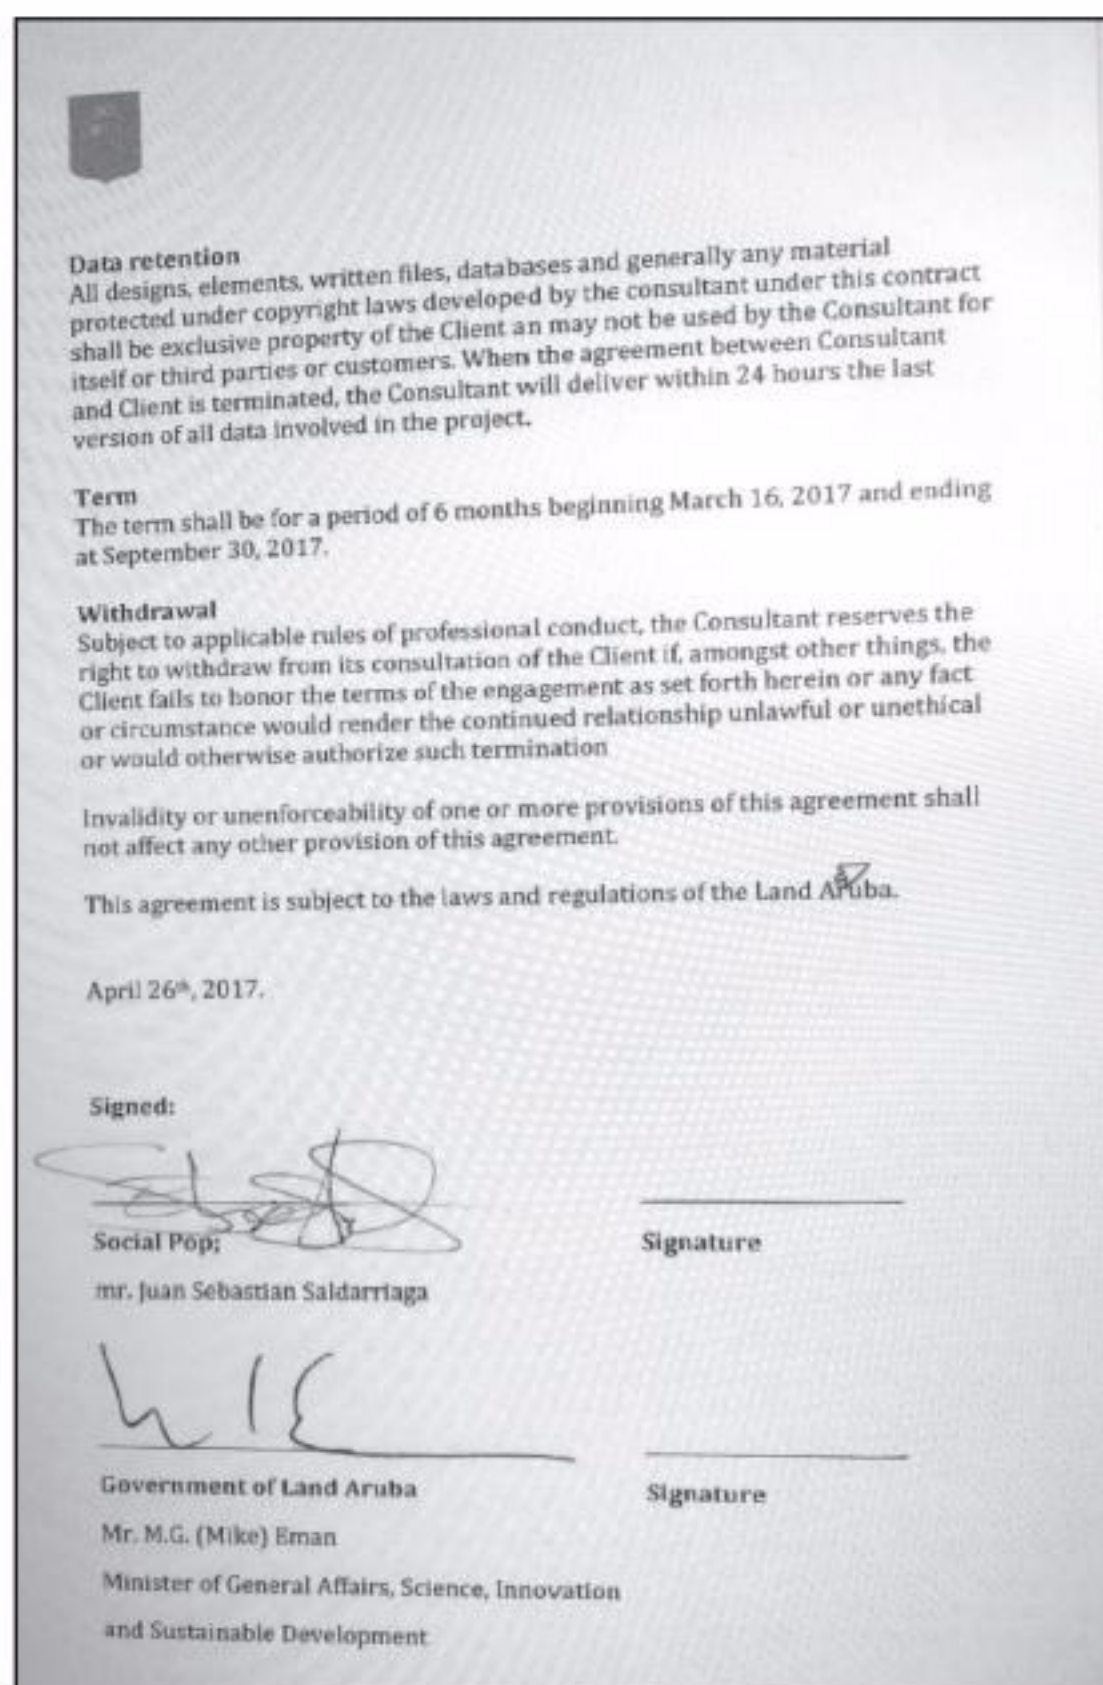 Data retention
All designs, elements, written files, databases and generally any material
protected under copyright laws developed by the consultant under this contract
shall be exclusive property of the Client an may not be used by the Consultant for
itself or third parties or customers. When the agreement between Consultant
and Client is terminated, the Consultant will deliver within 24 hours the last
version of all data involved in the project.
Term
The term shall be for a period of 6 months beginning March 16, 2017 and ending
at September 30, 2017.
Withdrawal
Subject to applicable rules of professional conduct, the Consultant reserves the
right to withdraw from its consultation of the Client if, amongst other things, the
Client fails to honor the terms of the engagement as set forth herein or any fact
or circumstance would render the continued relationship unlawful or unethical
or would otherwise authorize such termination
Invalidity or unenforceability of one or more provisions of this agreement shall
not affect any other provision of this agreement.
This agreement is subject to the laws and regulations of the Land Aruba.
April 26th, 2017.
Signed:
Social Pop; Signature
mr. Juan Sebastian Saldarriaga
Government of Land Aruba Signature
Mr. M.G. (Mike) Eman
Minister of General Affairs, Science, Innovation
and Sustainable Development